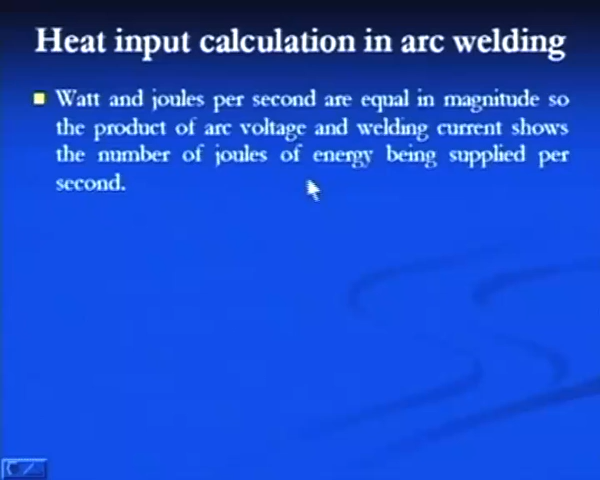 Heat input calculation in arc welding
Watt and joules per second are equal in magnitude so
the product of arc voltage and welding current shows
the number of joules of energy being supplied per
second.